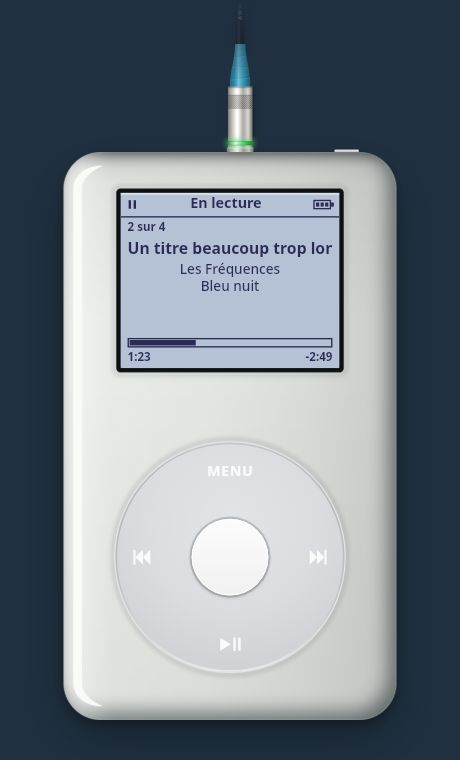 En lecture
2 sur 4
Un titre beaucoup trop lor
Les Fréquences
Bleu nuit
1:23 -2:49
MENU